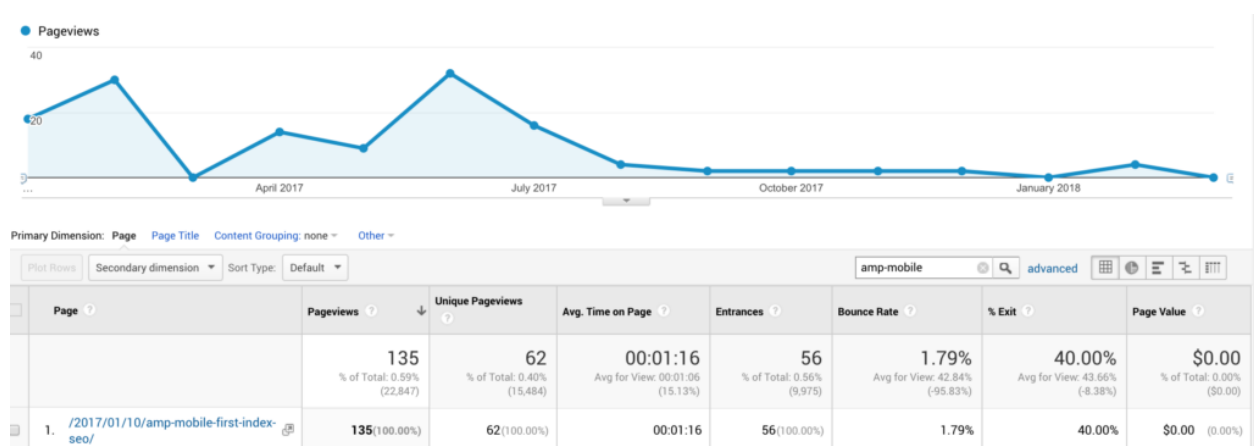 Pageviews
40
20
...
April 2017
July 2017
October 2017
January 2018
Primary Dimension: Page Page Title Content Grouping: none Other
Plot Rows Secondary dimension Sort Type: Default amp-mobile advanced
Page ? Pageviews ? Unique Pageviews ? Avg. Time on Page ? Entrances ? Bounce Rate ? % Exit ? Page Value ?
135 62 00:01:16 56 1.79% 40.00% $0.00
% of Total: 0.59% % of Total: 0.40% Avg for View: 00:01:06 % of Total: 0.56% Avg for View: 42.84% Avg for View: 43.66% % of Total: 0.00%
(22,847) (15,484) (15.13%) (9,975) (-95.83%) (-8.38%) ($0.00)
1. /2017/01/10/amp-mobile-first-index-
seo/
135(100.00%) 62(100.00%) 00:01:16 56(100.00%) 1.79% 40.00% $0.00 (0.00%)